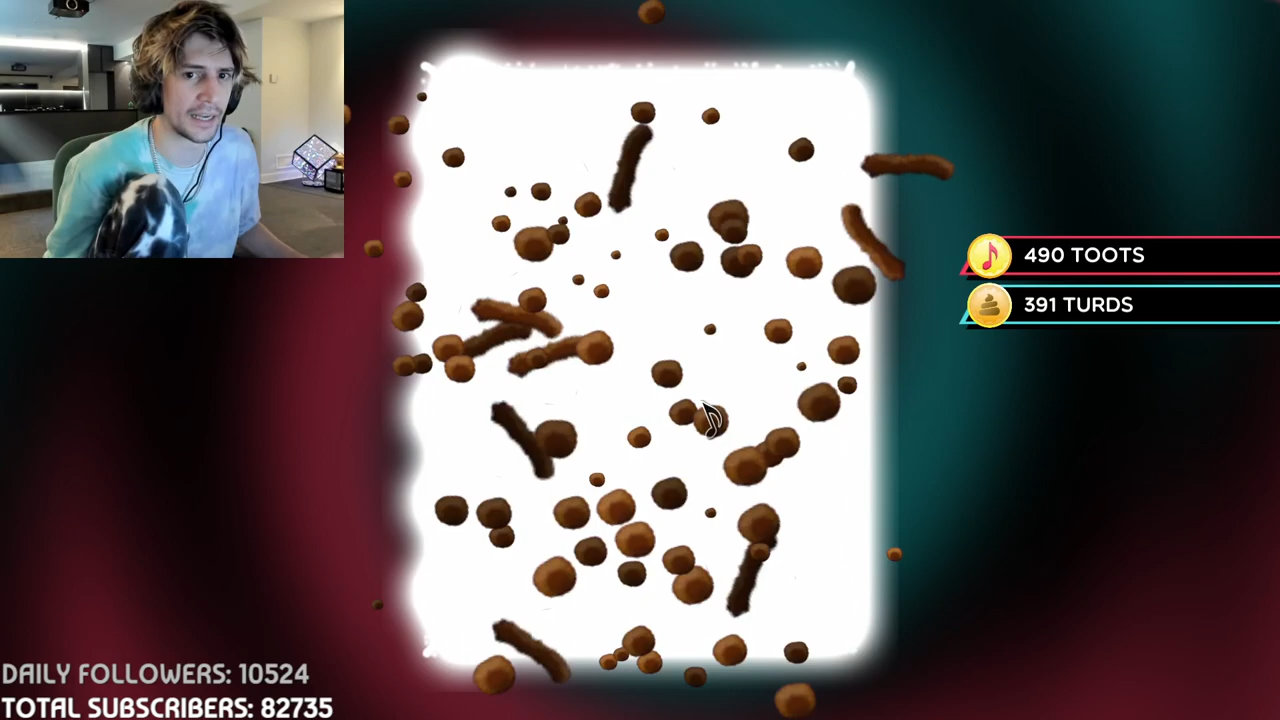 490 TOOTS
391 TURDS
DAILY FOLLOWERS: 10524
TOTAL SUBSCRIBERS: 82735